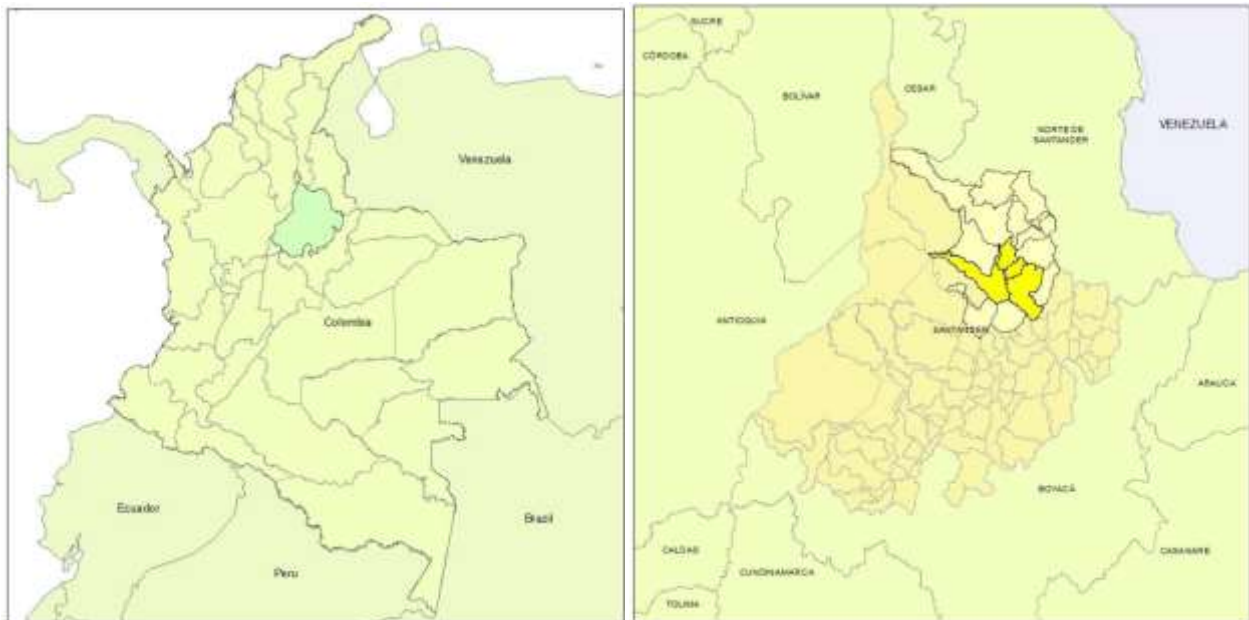 Venezuela
Colombia
Ecuador
Brazil
Peru
SUCRE
CÓRDOBA
BOLÍVAR
CESAR
NORTE DE
SANTANDER
VENEZUELA
ANTIOQUIA
SANTANDER
ARAUCA
BOYACÁ
CALDAS
CUNDINAMARCA
CASANARE
TOLIMA